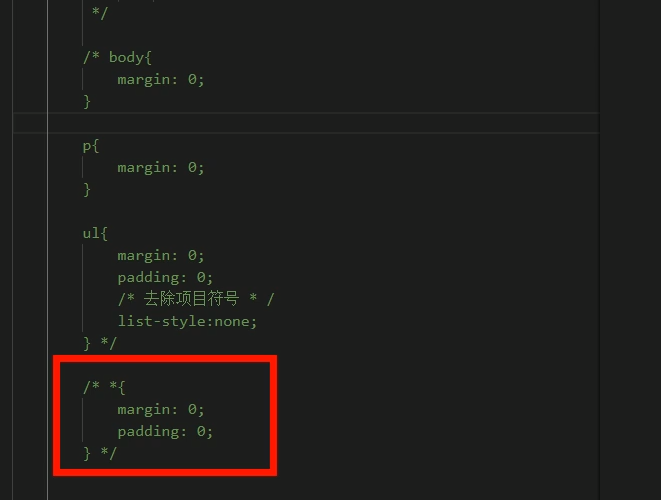 */
/* body{
margin: 0;
}
p{
margin: 0;
}
ul{
margin: 0;
padding: 0;
/* 去除项目符号 * /
list-style:none;
} */
/* *{
margin: 0;
padding: 0;
} */